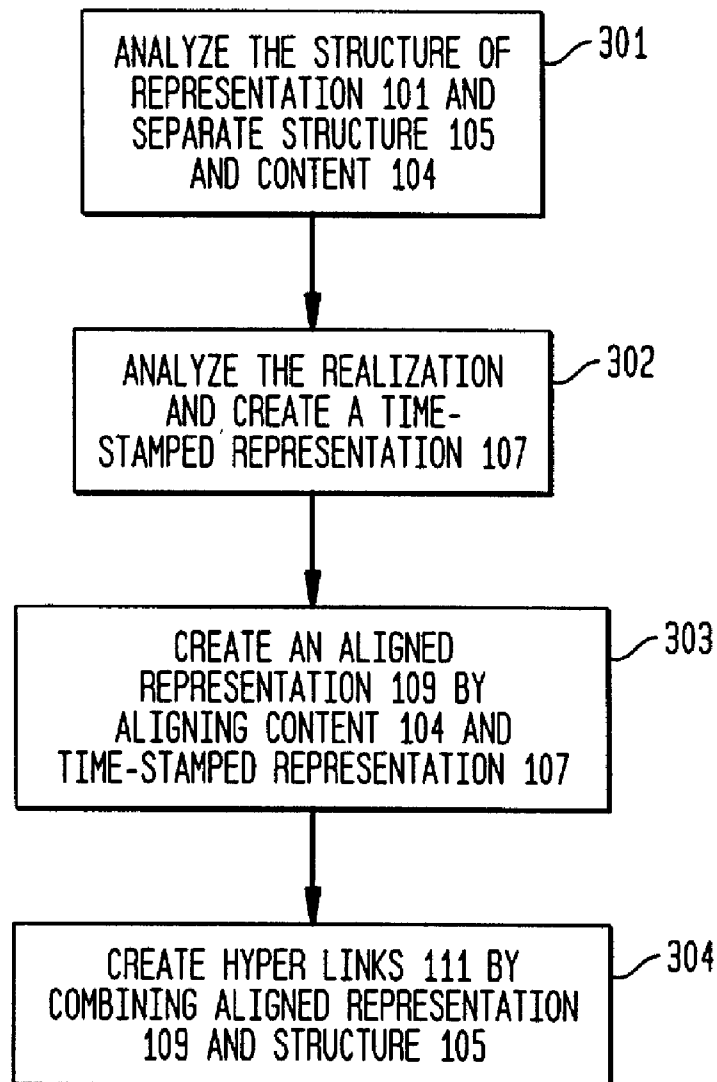 ANALYZE THE STRUCTURE OF
REPRESENTATION 101 AND
SEPARATE STRUCTURE 105
AND CONTENT 104
301
ANALYZE THE REALIZATION
AND CREATE A TIME-
STAMPED REPRESENTATION 107
302
CREATE AN ALIGNED
REPRESENTATION 109 BY
ALIGNING CONTENT 104 AND
TIME-STAMPED REPRESENTATION 107
303
CREATE HYPER LINKS 111 BY
COMBINING ALIGNED REPRESENTATION
109 AND STRUCTURE 105
304